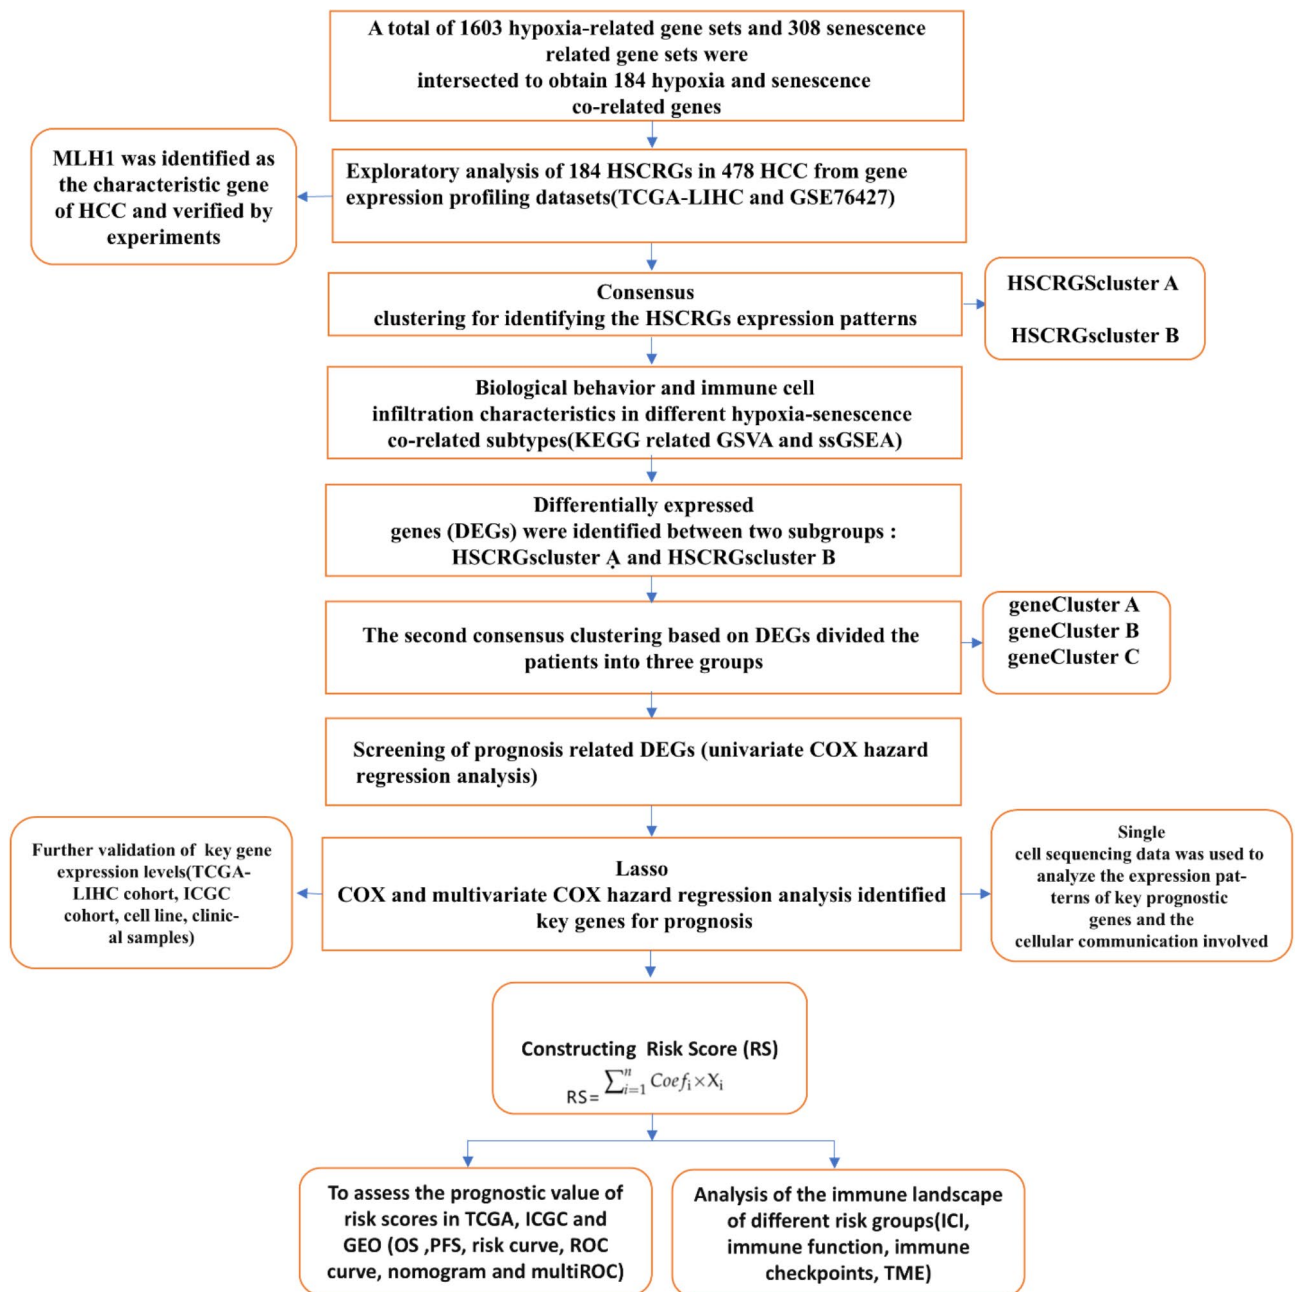 A total of 1603 hypoxia-related gene sets and 308 senescence
related gene sets were
intersected to obtain 184 hypoxia and senescence
co-related genes
MLH1 was identified as
the characteristic gene
of HCC and verified by
experiments
Exploratory analysis of 184 HSCRGs in 478 HCC from gene
expression profiling datasets(TCGA-LIHC and GSE76427)
Consensus
clustering for identifying the HSCRGs expression patterns
HSCRGScluster A
HSCRGscluster B
Biological behavior and immune cell
infiltration characteristics in different hypoxia-senescence
co-related subtypes(KEGG related GSVA and ssGSEA)
Differentially expressed
genes (DEGs) were identified between two subgroups :
HSCRGscluster A and HSCRGscluster B
The second consensus clustering based on DEGs divided the
patients into three groups
geneCluster A
geneCluster B
geneCluster C
Screening of prognosis related DEGs (univariate COX hazard
regression analysis)
Further validation of key gene
expression levels(TCGA-
LIHC cohort, ICGC
cohort, cell line, clinic-
al samples)
Lasso
COX and multivariate COX hazard regression analysis identified
key genes for prognosis
Single
cell sequencing data was used to
analyze the expression pat-
terns of key prognostic
genes and the
cellular communication involved
Constructing Risk Score (RS)
RS= ∑ⁿᵢ₌₁ Coefᵢ×Xᵢ
To assess the prognostic value of
risk scores in TCGA, ICGC and
GEO (OS ,PFS, risk curve, ROC
curve, nomogram and multiROC)
Analysis of the immune landscape
of different risk groups(ICI,
immune function, immune
checkpoints, TME)